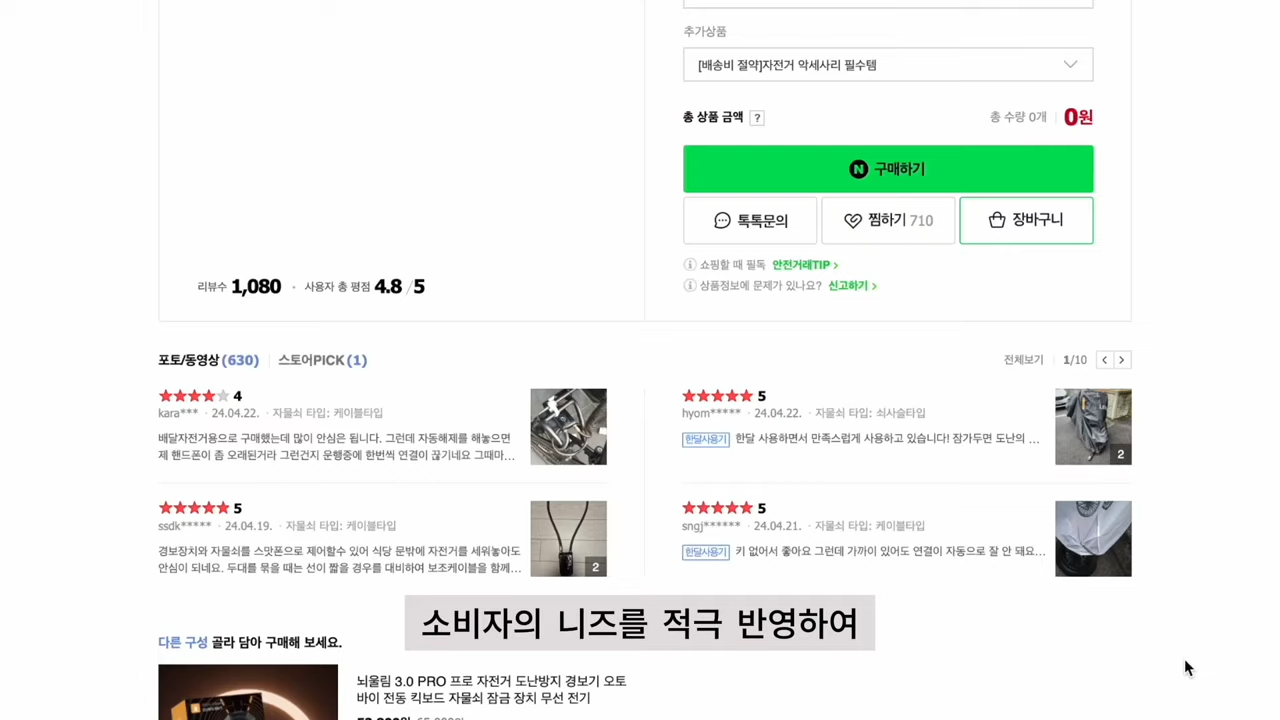 추가상품
[배송비 절약]자전거 악세사리 필수템
총 상품 금액 ?
총 수량 0개 0원
N 구매하기
톡톡문의 찜하기 710 장바구니
쇼핑할 때 필독 안전거래TIP
상품정보에 문제가 있나요? 신고하기
리뷰수 1,080 · 사용자 총 평점 4.8 / 5
포토/동영상 (630) 스토어PICK (1)
전체보기 1/10
4
kara*** · 24.04.22. · 자물쇠 타입: 케이블타입
배달자전거용으로 구매했는데 많이 안심은 됩니다. 그런데 자동해제를 해놓으면
제 핸드폰이 좀 오래된거라 그런건지 운행중에 한번씩 연결이 끊기네요 그때마...
5
hyom***** · 24.04.22. · 자물쇠 타입: 쇠사슬타입
한달사용기 한달 사용하면서 만족스럽게 사용하고 있습니다! 잠가두면 도난의 ...
2
5
ssdk***** · 24.04.19. · 자물쇠 타입: 케이블타입
경보장치와 자물쇠를 스맛폰으로 제어할수 있어 식당 문밖에 자전거를 세워놓아도
안심이 되네요. 두대를 묶을 때는 선이 짧을 경우를 대비하여 보조케이블을 함께...
2
5
sngj****** · 24.04.21. · 자물쇠 타입: 케이블타입
한달사용기 키 없어서 좋아요 그런데 가까이 있어도 연결이 자동으로 잘 안 돼요...
소비자의 니즈를 적극 반영하여
다른 구성 골라 담아 구매해 보세요.
뇌울림 3.0 PRO 프로 자전거 도난방지 경보기 오토
바이 전동 킥보드 자물쇠 잠금 장치 무선 전기